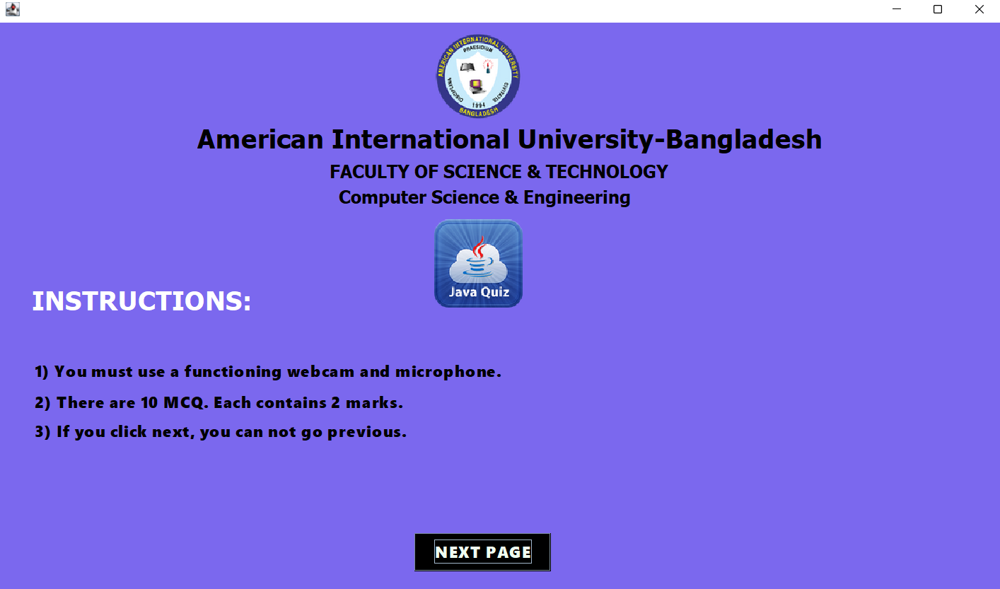 AMERICAN INTERNATIONAL UNIVERSITY
PRAESIDIUM
DISCIPLINA
CIVITATIS
1994
BANGLADESH
American International University-Bangladesh
FACULTY OF SCIENCE & TECHNOLOGY
Computer Science & Engineering
Java Quiz
INSTRUCTIONS:
1) You must use a functioning webcam and microphone.
2) There are 10 MCQ. Each contains 2 marks.
3) If you click next, you can not go previous.
NEXT PAGE